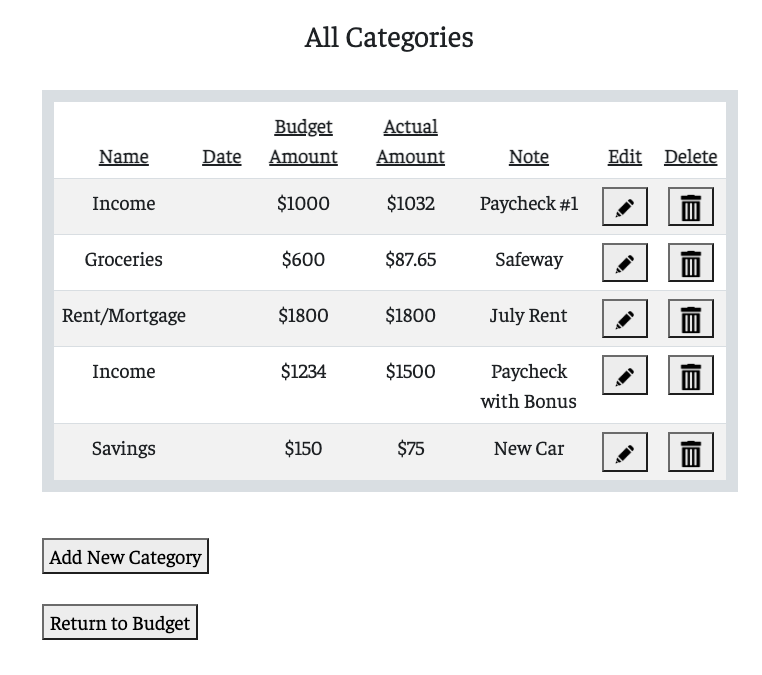 All Categories
Name Date Budget Amount Actual Amount Note Edit Delete
Income $1000 $1032 Paycheck #1
Groceries $600 $87.65 Safeway
Rent/Mortgage $1800 $1800 July Rent
Income $1234 $1500 Paycheck with Bonus
Savings $150 $75 New Car
Add New Category
Return to Budget